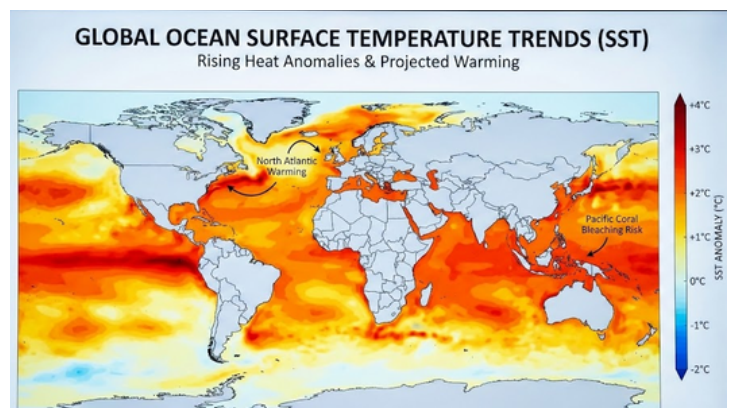 GLOBAL OCEAN SURFACE TEMPERATURE TRENDS (SST)
Rising Heat Anomalies & Projected Warming
North Atlantic
Warming
Pacific Coral
Bleaching Risk
+4°C
+3°C
+2°C
+1°C
0°C
-1°C
-2°C
SST ANOMALY (°C)